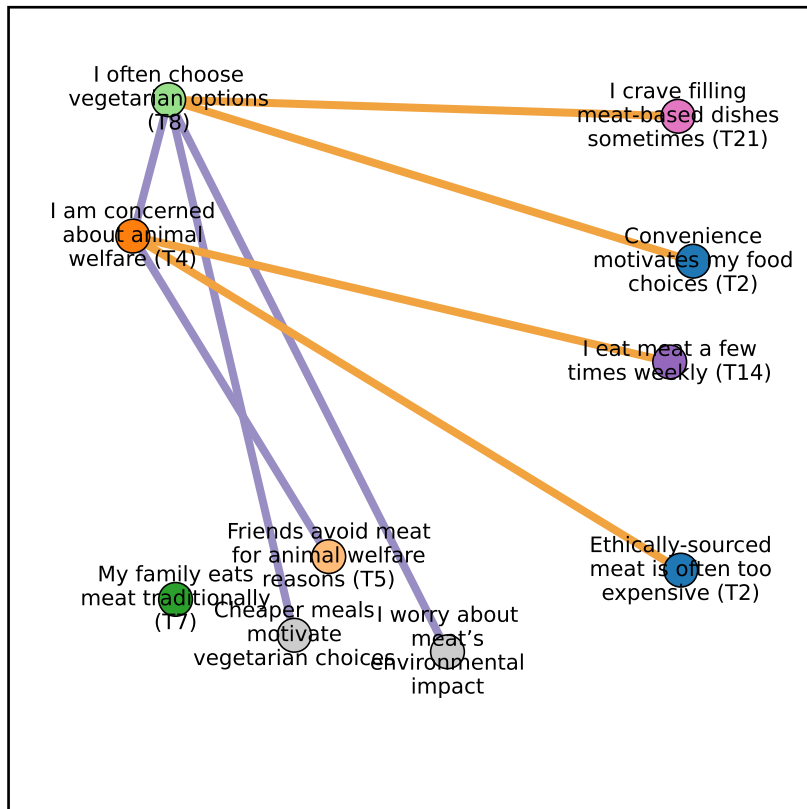 I often choose
vegetarian options
(T8)
I crave filling
meat-based dishes
sometimes (T21)
I am concerned
about animal
welfare (T4)
Convenience
motivates my food
choices (T2)
I eat meat a few
times weekly (T14)
Friends avoid meat
for animal welfare
reasons (T5)
Ethically-sourced
meat is often too
expensive (T2)
My family eats
meat traditionally
(T7)
Cheaper meals
motivate
vegetarian choices
I worry about
meat’s
environmental
impact